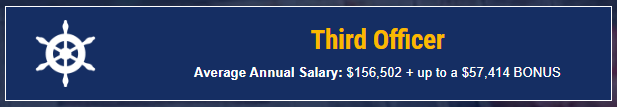 Third Officer
Average Annual Salary: $156,502 + up to a $57,414 BONUS